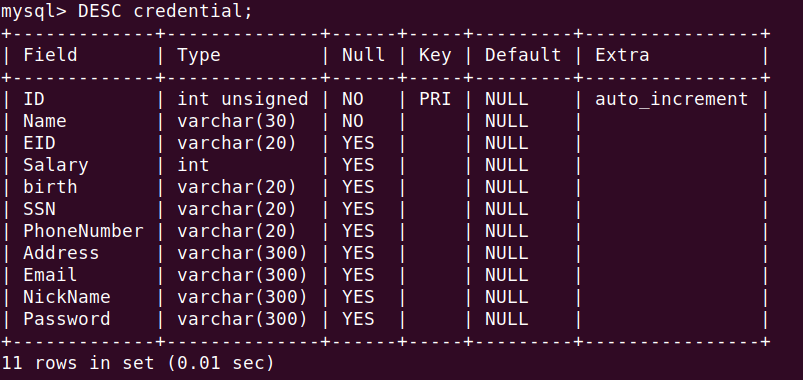 mysql> DESC credential;
+-------------+--------------+------+-----+---------+----------------+
| Field       | Type         | Null | Key | Default | Extra          |
+-------------+--------------+------+-----+---------+----------------+
| ID          | int unsigned | NO   | PRI | NULL    | auto_increment |
| Name        | varchar(30)  | NO   |     | NULL    |                |
| EID         | varchar(20)  | YES  |     | NULL    |                |
| Salary      | int          | YES  |     | NULL    |                |
| birth       | varchar(20)  | YES  |     | NULL    |                |
| SSN         | varchar(20)  | YES  |     | NULL    |                |
| PhoneNumber | varchar(20)  | YES  |     | NULL    |                |
| Address     | varchar(300) | YES  |     | NULL    |                |
| Email       | varchar(300) | YES  |     | NULL    |                |
| NickName    | varchar(300) | YES  |     | NULL    |                |
| Password    | varchar(300) | YES  |     | NULL    |                |
+-------------+--------------+------+-----+---------+----------------+
11 rows in set (0.01 sec)